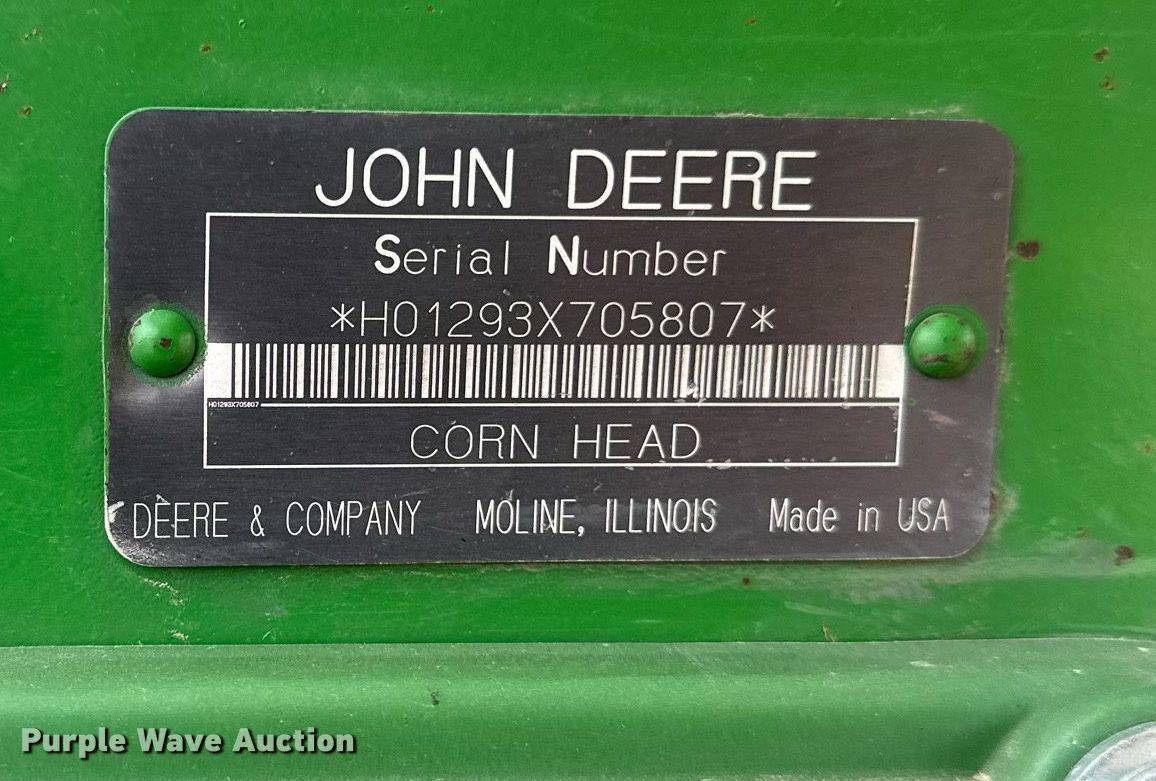 JOHN DEERE
Serial Number
*H01293X705807*
H01293X705807
CORN HEAD
DEERE & COMPANY MOLINE, ILLINOIS Made in USA
Purple Wave Auction